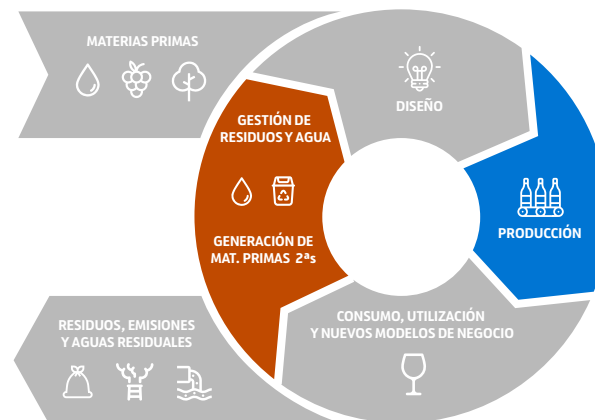 MATERIAS PRIMAS
DISEÑO
GESTIÓN DE
RESIDUOS Y AGUA
GENERACIÓN DE
MAT. PRIMAS 2ªs
PRODUCCIÓN
CONSUMO, UTILIZACIÓN
Y NUEVOS MODELOS DE NEGOCIO
RESIDUOS, EMISIONES
Y AGUAS RESIDUALES